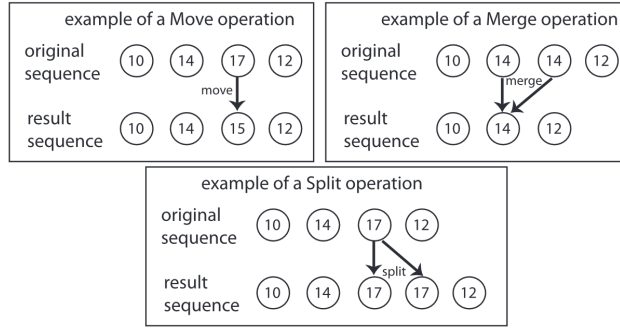 example of a Move operation
original sequence 10 14 17 12
move
result sequence 10 14 15 12
example of a Merge operation
original sequence 10 14 14 12
merge
result sequence 10 14 12
example of a Split operation
original sequence 10 14 17 12
split
result sequence 10 14 17 17 12